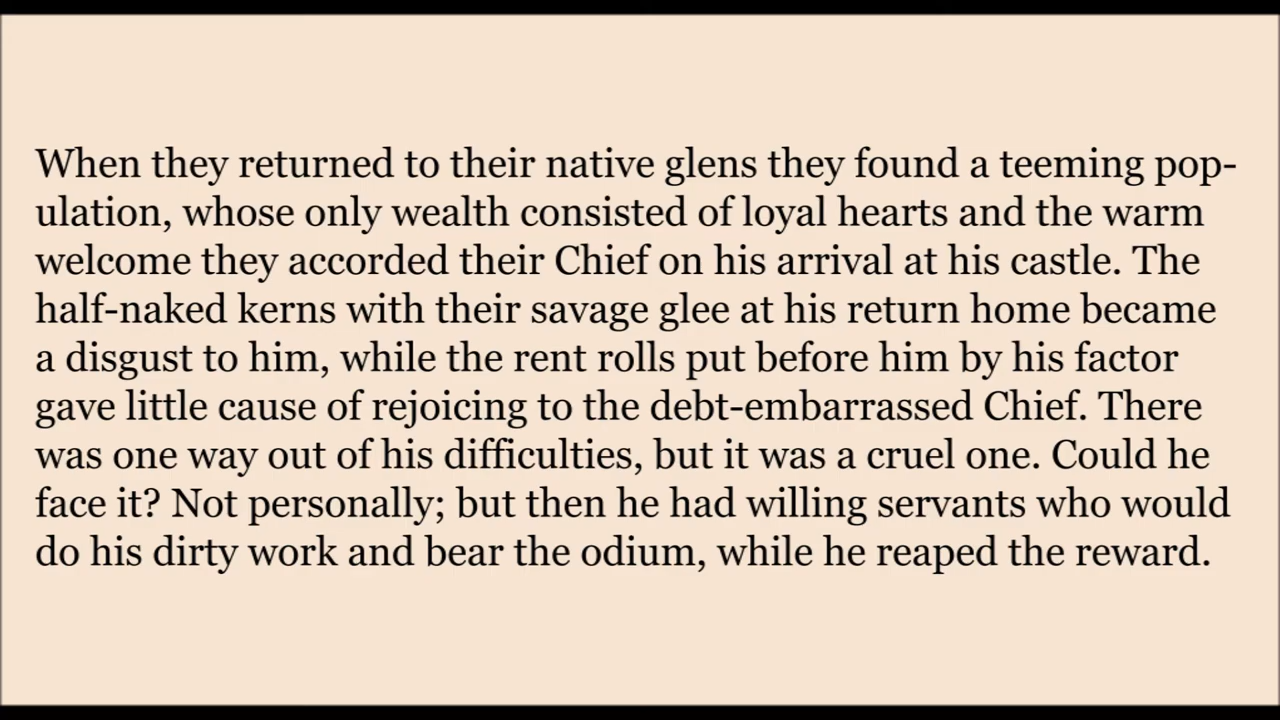 When they returned to their native glens they found a teeming pop-
ulation, whose only wealth consisted of loyal hearts and the warm
welcome they accorded their Chief on his arrival at his castle. The
half-naked kerns with their savage glee at his return home became
a disgust to him, while the rent rolls put before him by his factor
gave little cause of rejoicing to the debt-embarrassed Chief. There
was one way out of his difficulties, but it was a cruel one. Could he
face it? Not personally; but then he had willing servants who would
do his dirty work and bear the odium, while he reaped the reward.